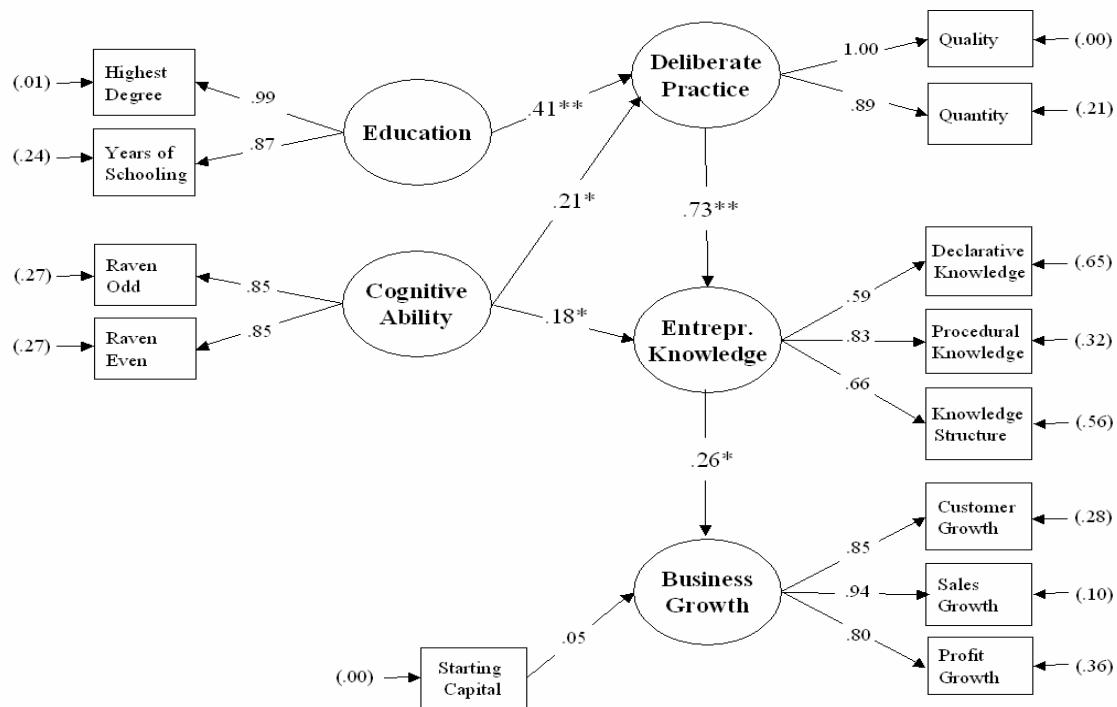 (.01)
Highest
Degree
.99
(.24)
Years of
Schooling
.87
Education
.41**
Deliberate
Practice
1.00
Quality
(.00)
.89
Quantity
(.21)
.21*
.73**
(.27)
Raven
Odd
.85
(.27)
Raven
Even
.85
Cognitive
Ability
.18*
Entrepr.
Knowledge
.59
Declarative
Knowledge
(.65)
.83
Procedural
Knowledge
(.32)
.66
Knowledge
Structure
(.56)
.26*
Business
Growth
.85
Customer
Growth
(.28)
.94
Sales
Growth
(.10)
.80
Profit
Growth
(.36)
(.00)
Starting
Capital
.05